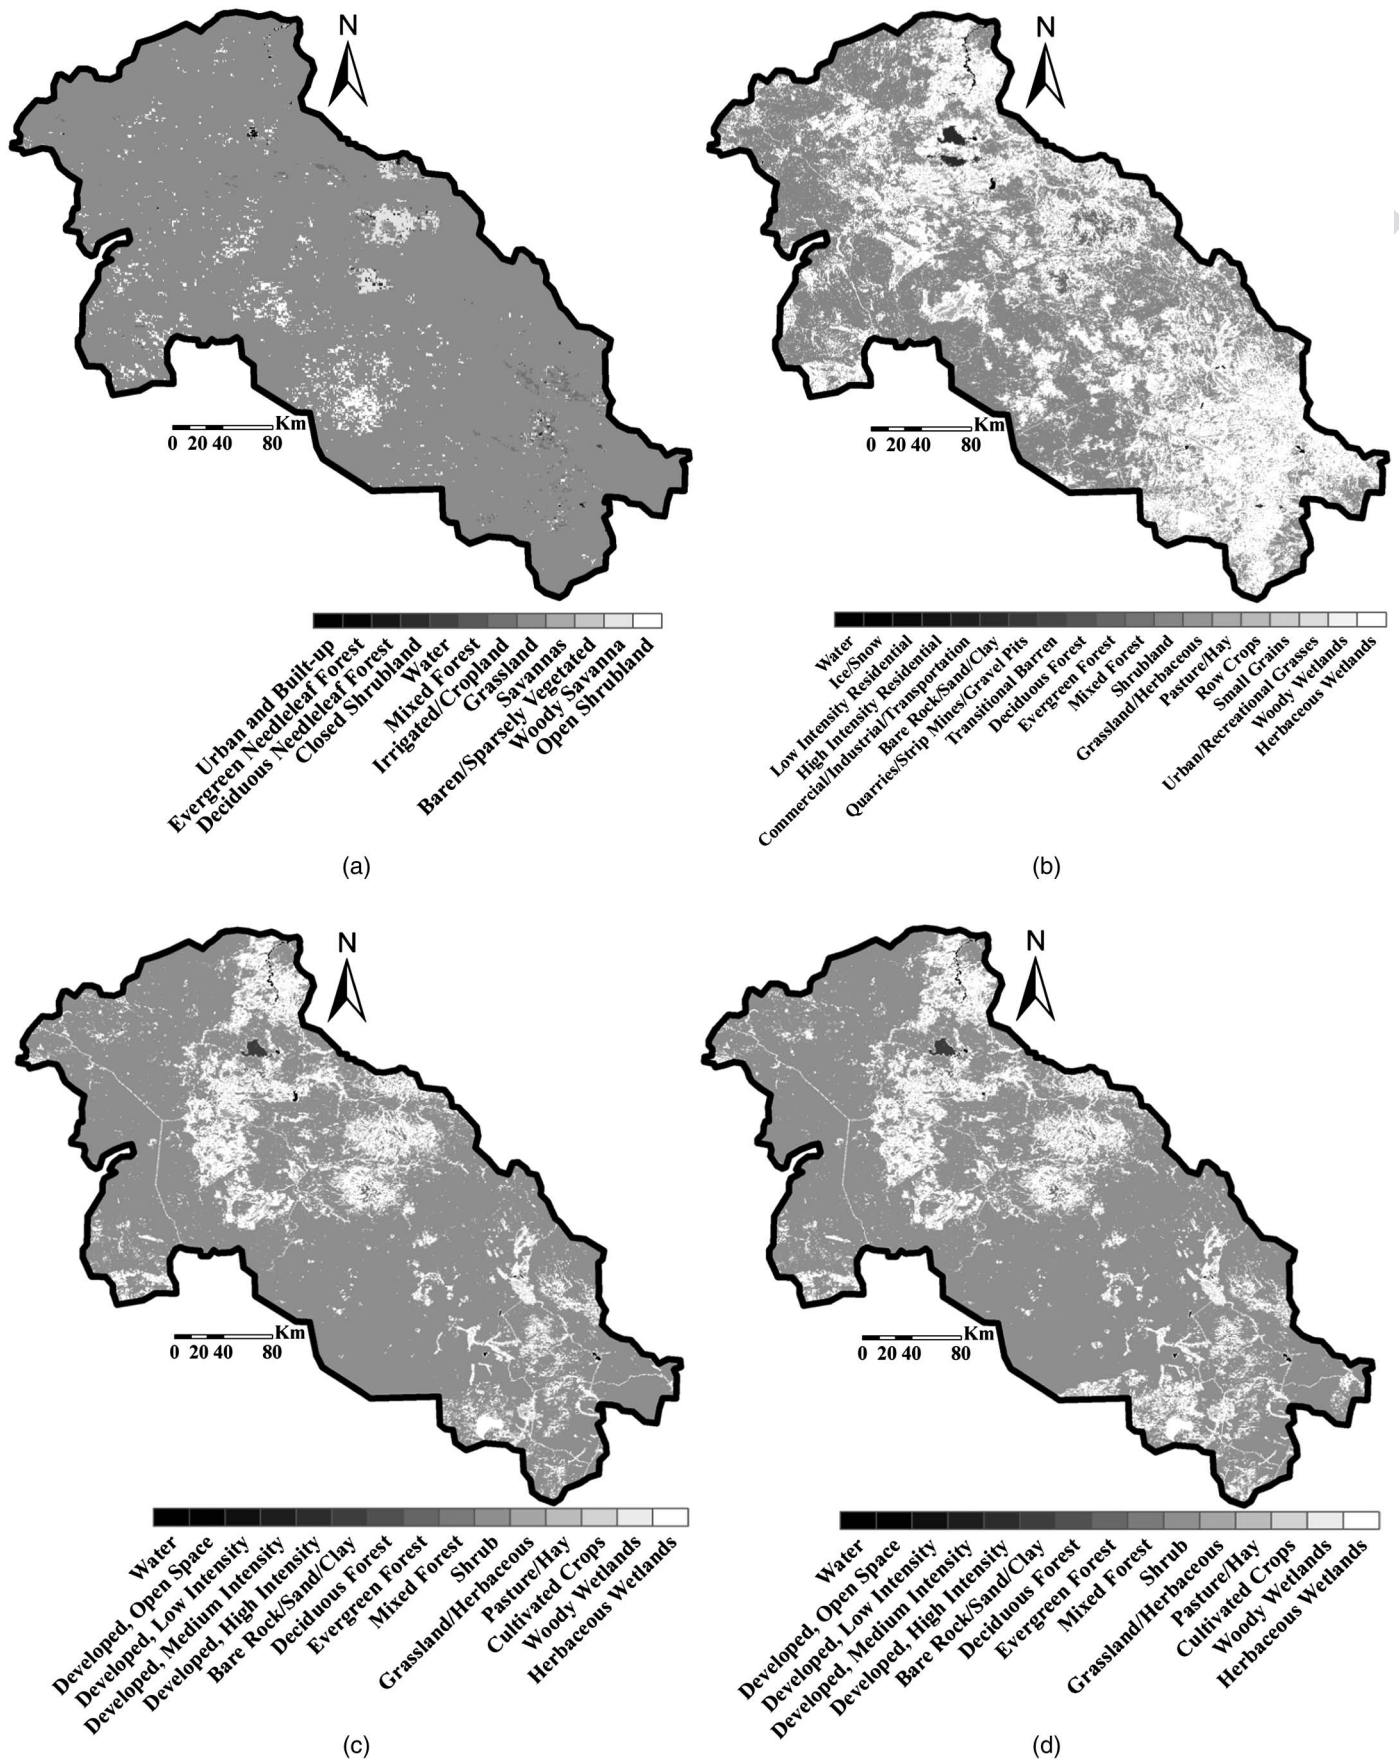 N
Km
0 20 40 80
Urban and Built-up
Evergreen Needleleaf Forest
Deciduous Needleleaf Forest
Closed Shrubland
Water
Mixed Forest
Irrigated/Cropland
Grassland
Savannas
Baren/Sparsely Vegetated
Woody Savanna
Open Shrubland
(a)
N
Km
0 20 40 80
Water
Ice/Snow
Low Intensity Residential
High Intensity Residential
Commercial/Industrial/Transportation
Bare Rock/Sand/Clay
Quarries/Strip Mines/Gravel Pits
Transitional Barren
Deciduous Forest
Evergreen Forest
Mixed Forest
Shrubland
Grassland/Herbaceous
Pasture/Hay
Row Crops
Small Grains
Urban/Recreational Grasses
Woody Wetlands
Herbaceous Wetlands
(b)
N
Km
0 20 40 80
Water
Developed, Open Space
Developed, Low Intensity
Developed, Medium Intensity
Developed, High Intensity
Bare Rock/Sand/Clay
Deciduous Forest
Evergreen Forest
Mixed Forest
Shrub
Grassland/Herbaceous
Pasture/Hay
Cultivated Crops
Woody Wetlands
Herbaceous Wetlands
(c)
N
Km
0 20 40 80
Water
Developed, Open Space
Developed, Low Intensity
Developed, Medium Intensity
Developed, High Intensity
Bare Rock/Sand/Clay
Deciduous Forest
Evergreen Forest
Mixed Forest
Shrub
Grassland/Herbaceous
Pasture/Hay
Cultivated Crops
Woody Wetlands
Herbaceous Wetlands
(d)